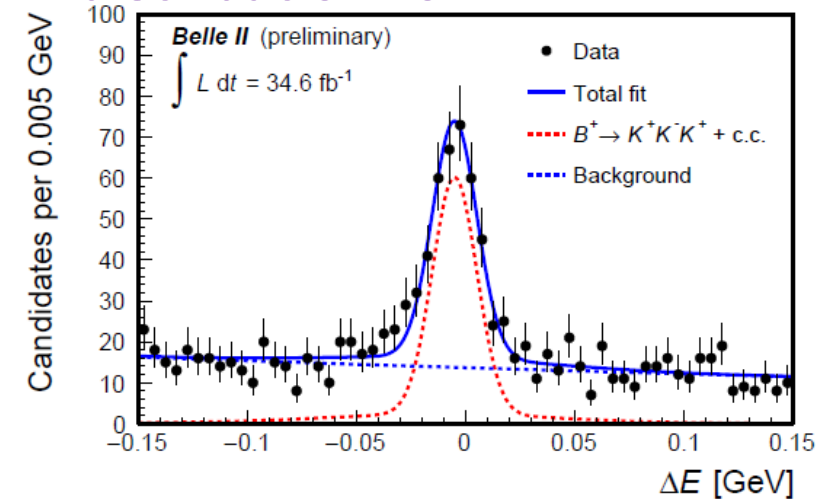 Belle II (preliminary)
∫ L dt = 34.6 fb⁻¹
Data
Total fit
B⁺→ K⁺K⁻K⁺ + c.c.
Background
Candidates per 0.005 GeV
100
90
80
70
60
50
40
30
20
10
0
−0.15 −0.1 −0.05 0 0.05 0.1 0.15
ΔE [GeV]